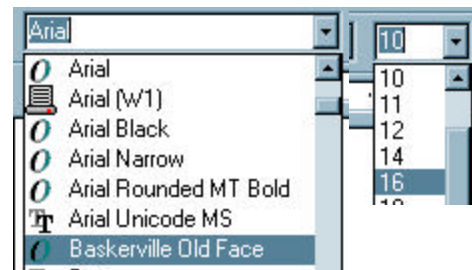 Arial
Arial
Arial (W1)
Arial Black
Arial Narrow
Arial Rounded MT Bold
Arial Unicode MS
Baskerville Old Face
10
10
11
12
14
16